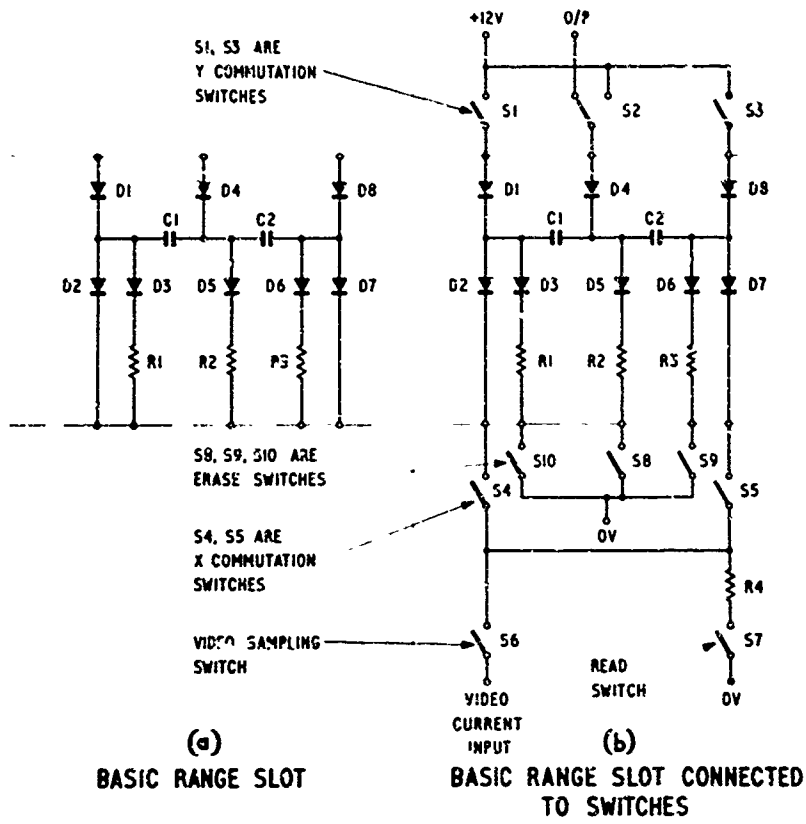 +12V
O/P
S1, S3 ARE
Y COMMUTATION
SWITCHES
S1
S2
S3
D1
D4
D8
D1
D4
D8
C1
C2
C1
C2
D2
D3
D5
D6
D7
D2
D3
D5
D6
D7
R1
R2
R3
R1
R2
R3
S8, S9, S10 ARE
ERASE SWITCHES
S10
S8
S9
S4
S5
0V
S4, S5 ARE
X COMMUTATION
SWITCHES
R4
VIDEO SAMPLING
SWITCH
S6
READ
SWITCH
S7
VIDEO
CURRENT
INPUT
0V
(a)
BASIC RANGE SLOT
(b)
BASIC RANGE SLOT CONNECTED
TO SWITCHES